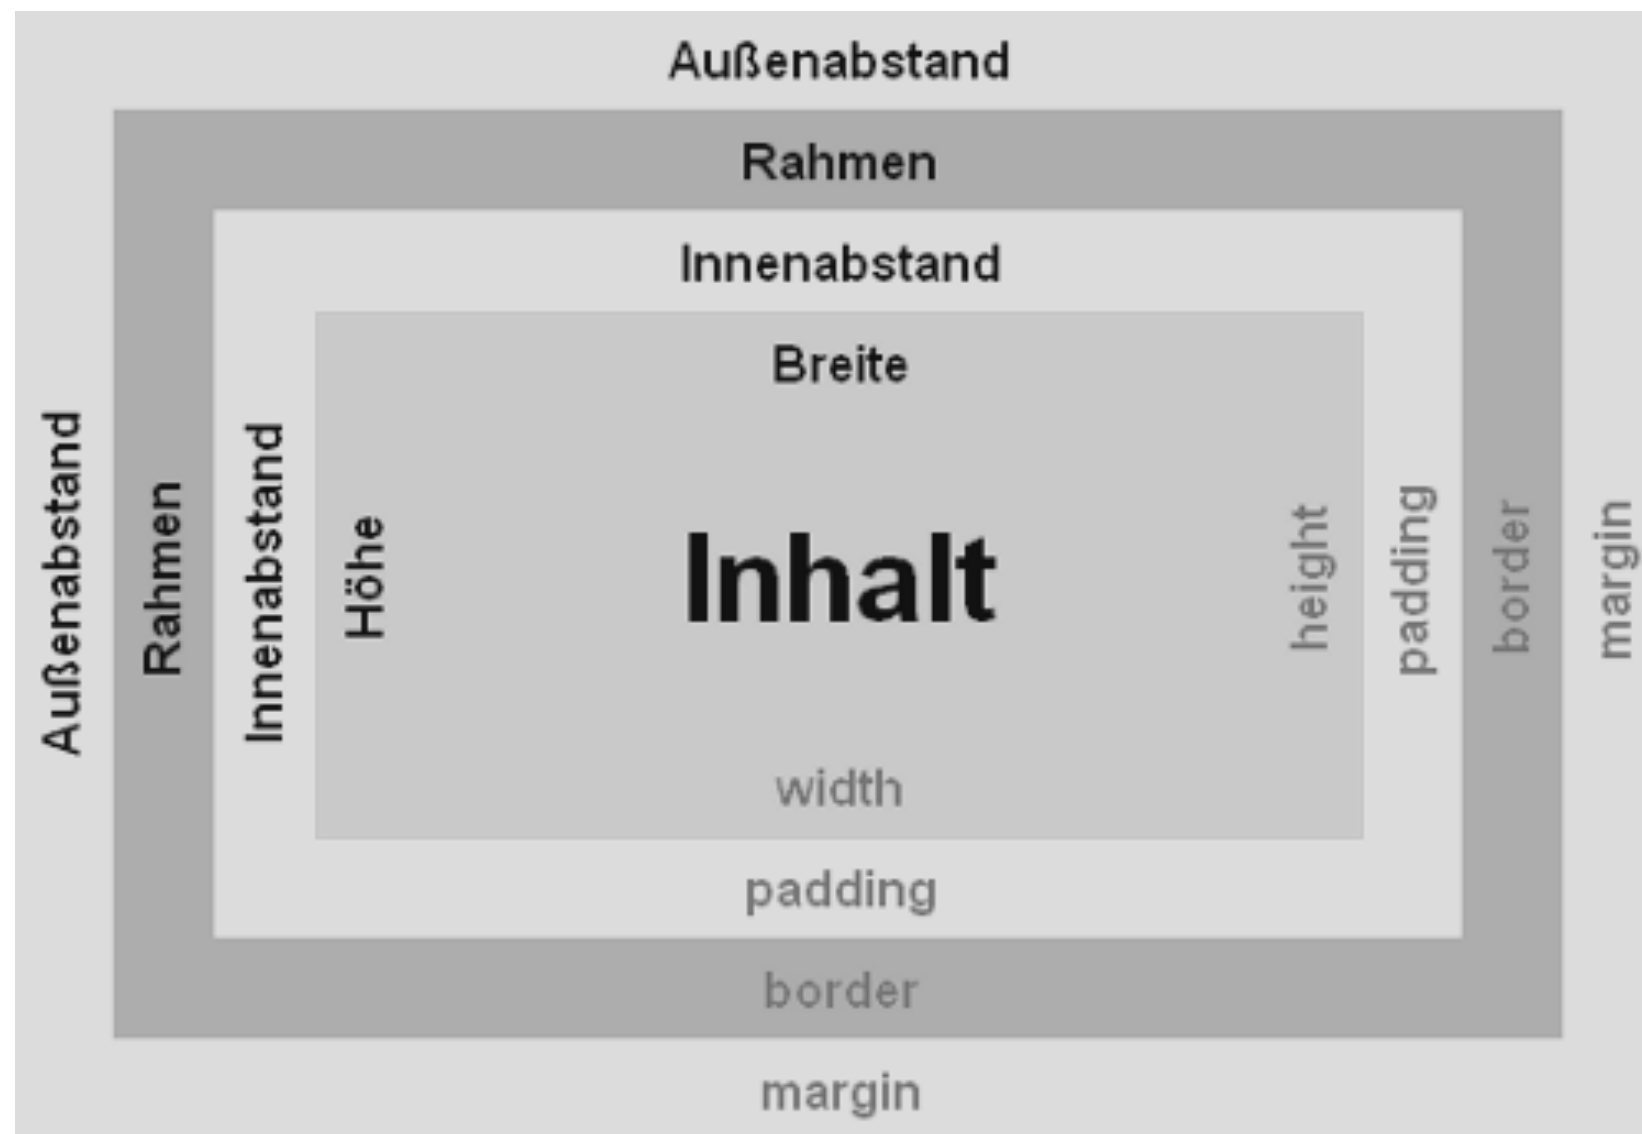 Außenabstand
Rahmen
Innenabstand
Breite
Außenabstand
Rahmen
Innenabstand
Höhe
Inhalt
height
padding
border
margin
width
padding
border
margin